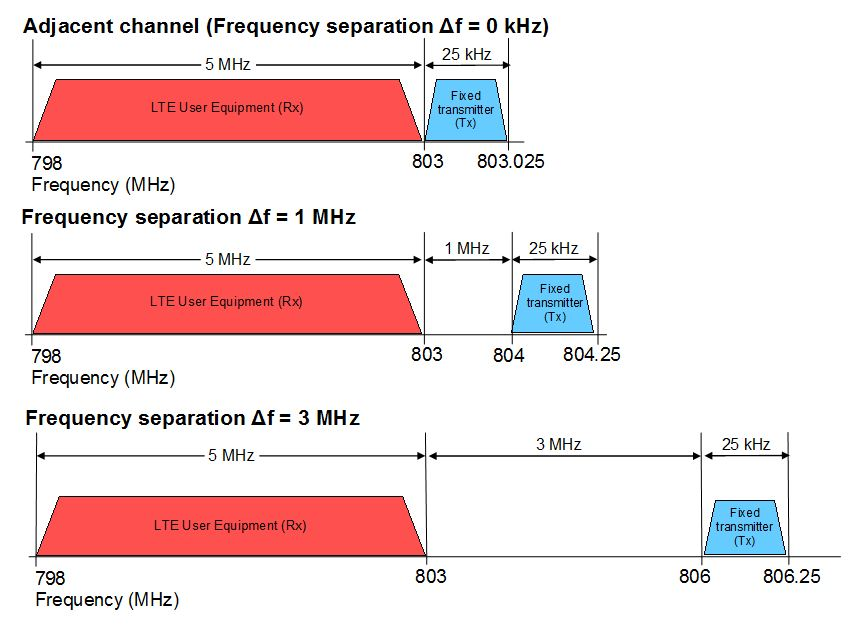 Adjacent channel (Frequency separation Δf = 0 kHz)
5 MHz
25 kHz
LTE User Equipment (Rx)
Fixed
transmitter
(Tx)
798
803
803.025
Frequency (MHz)
Frequency separation Δf = 1 MHz
5 MHz
1 MHz
25 kHz
LTE User Equipment (Rx)
Fixed
transmitter
(Tx)
798
803
804
804.25
Frequency (MHz)
Frequency separation Δf = 3 MHz
5 MHz
3 MHz
25 kHz
LTE User Equipment (Rx)
Fixed
transmitter
(Tx)
798
803
806
806.25
Frequency (MHz)